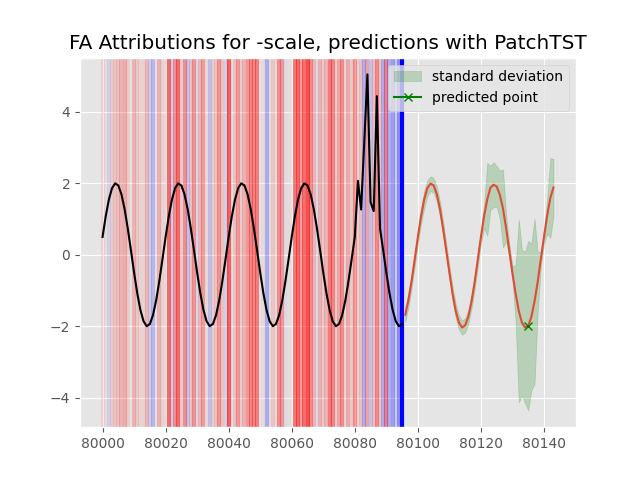 FA Attributions for -scale, predictions with PatchTST
standard deviation
predicted point
4
2
0
−2
−4
80000 80020 80040 80060 80080 80100 80120 80140